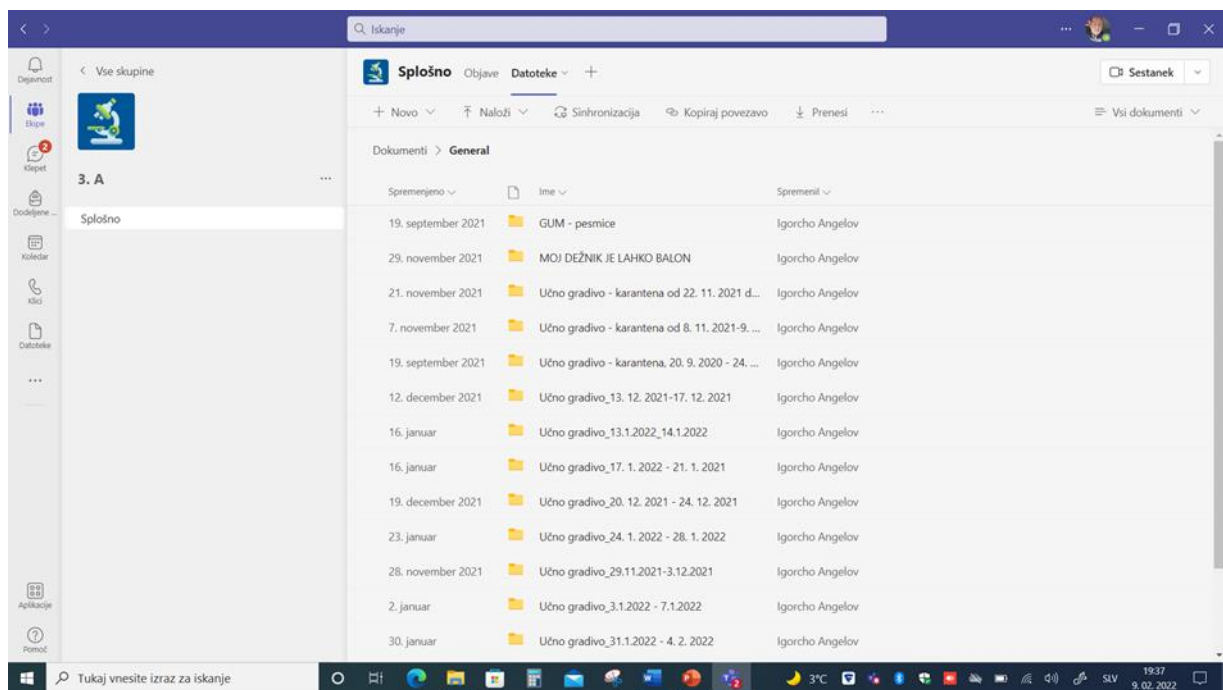 Iskanje
Dejavnost
Ekipe
2
Klepet
Dodeljene ...
Koledar
Klici
Datoteke
Aplikacije
Pomoč
Vse skupine
3. A
Splošno
Splošno Objave Datoteke
Sestanek
Novo Naloži Sinhronizacija Kopiraj povezavo Prenesi Vsi dokumenti
Dokumenti > General
Spremenjeno Ime Spremenil
19. september 2021 GUM - pesmice Igorcho Angelov
29. november 2021 MOJ DEŽNIK JE LAHKO BALON Igorcho Angelov
21. november 2021 Učno gradivo - karantena od 22. 11. 2021 d... Igorcho Angelov
7. november 2021 Učno gradivo - karantena od 8. 11. 2021-9. ... Igorcho Angelov
19. september 2021 Učno gradivo - karantena, 20. 9. 2020 - 24. ... Igorcho Angelov
12. december 2021 Učno gradivo_13. 12. 2021-17. 12. 2021 Igorcho Angelov
16. januar Učno gradivo_13.1.2022_14.1.2022 Igorcho Angelov
16. januar Učno gradivo_17. 1. 2022 - 21. 1. 2021 Igorcho Angelov
19. december 2021 Učno gradivo_20. 12. 2021 - 24. 12. 2021 Igorcho Angelov
23. januar Učno gradivo_24. 1. 2022 - 28. 1. 2022 Igorcho Angelov
28. november 2021 Učno gradivo_29.11.2021-3.12.2021 Igorcho Angelov
2. januar Učno gradivo_3.1.2022 - 7.1.2022 Igorcho Angelov
30. januar Učno gradivo_31.1.2022 - 4. 2. 2022 Igorcho Angelov
Tukaj vnesite izraz za iskanje 3°C SLV 19:37
9. 02. 2022